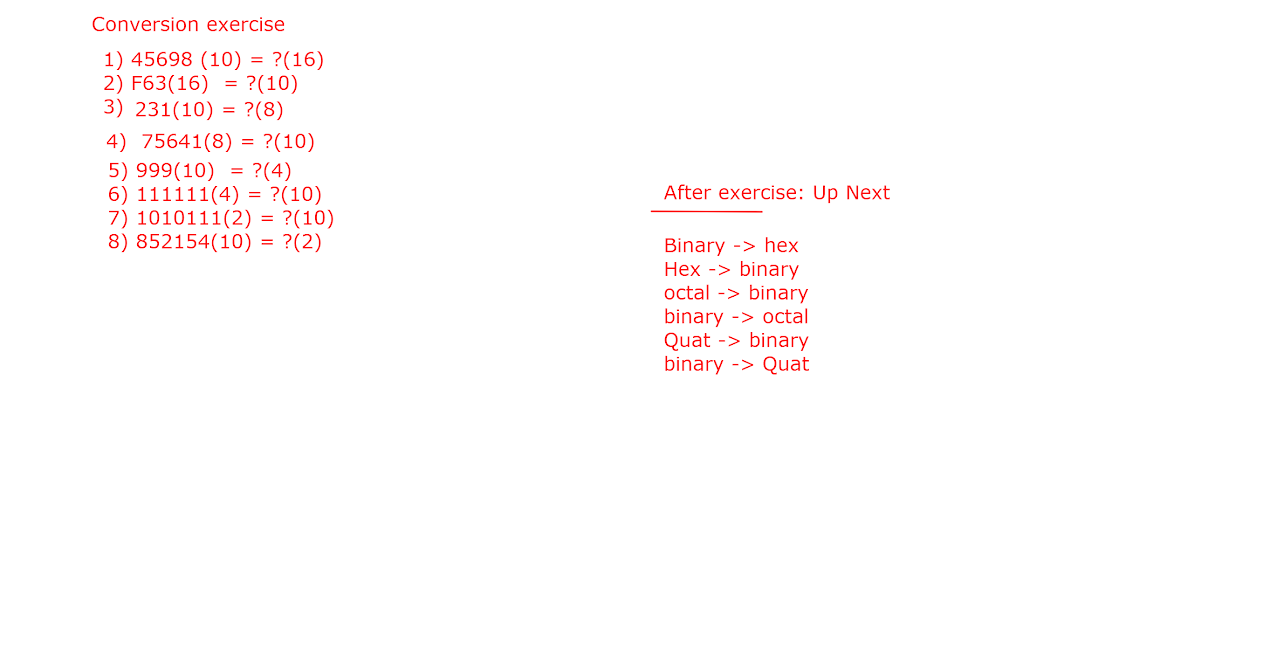 Conversion exercise
1) 45698 (10) = ?(16)
2) F63(16)  = ?(10)
3) 231(10) = ?(8)
4)  75641(8) = ?(10)
5) 999(10)  = ?(4)
6) 111111(4) = ?(10)
7) 1010111(2) = ?(10)
8) 852154(10) = ?(2)
After exercise: Up Next
Binary -> hex
Hex -> binary
octal -> binary
binary -> octal
Quat -> binary
binary -> Quat